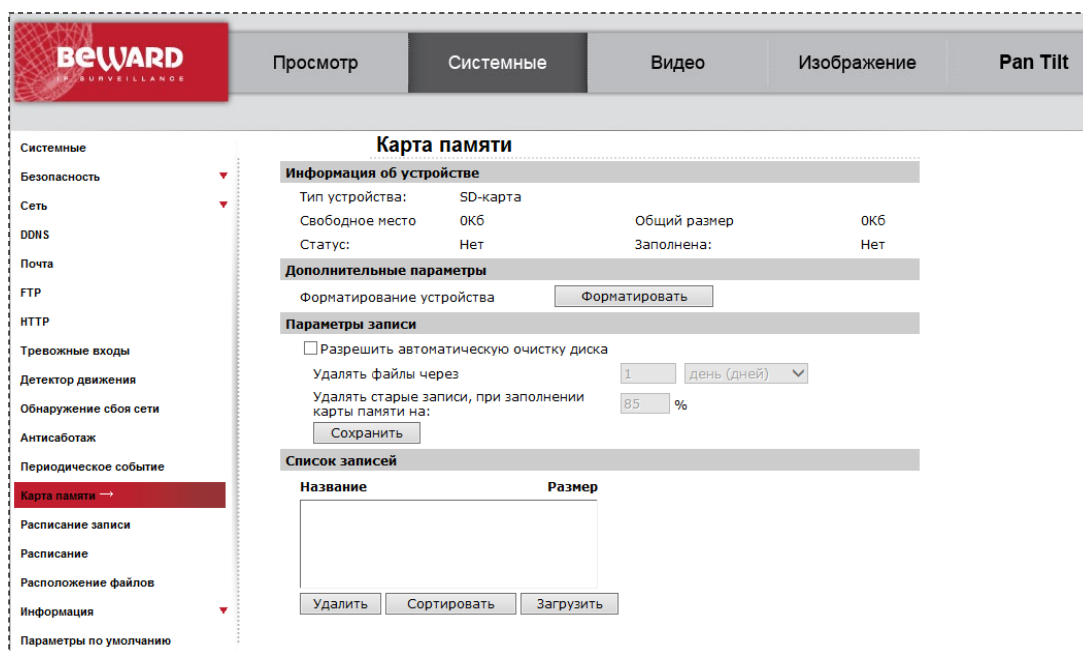 BEWARD
IP SURVEILLANCE
Просмотр
Системные
Видео
Изображение
Pan Tilt
Системные
Безопасность
Сеть
DDNS
Почта
FTP
HTTP
Тревожные входы
Детектор движения
Обнаружение сбоя сети
Антисаботаж
Периодическое событие
Карта памяти →
Расписание записи
Расписание
Расположение файлов
Информация
Параметры по умолчанию
Карта памяти
Информация об устройстве
Тип устройства: SD-карта
Свободное место 0Кб Общий размер 0Кб
Статус: Нет Заполнена: Нет
Дополнительные параметры
Форматирование устройства Форматировать
Параметры записи
Разрешить автоматическую очистку диска
Удалять файлы через 1 день (дней)
Удалять старые записи, при заполнении
карты памяти на: 85 %
Сохранить
Список записей
Название Размер
Удалить Сортировать Загрузить